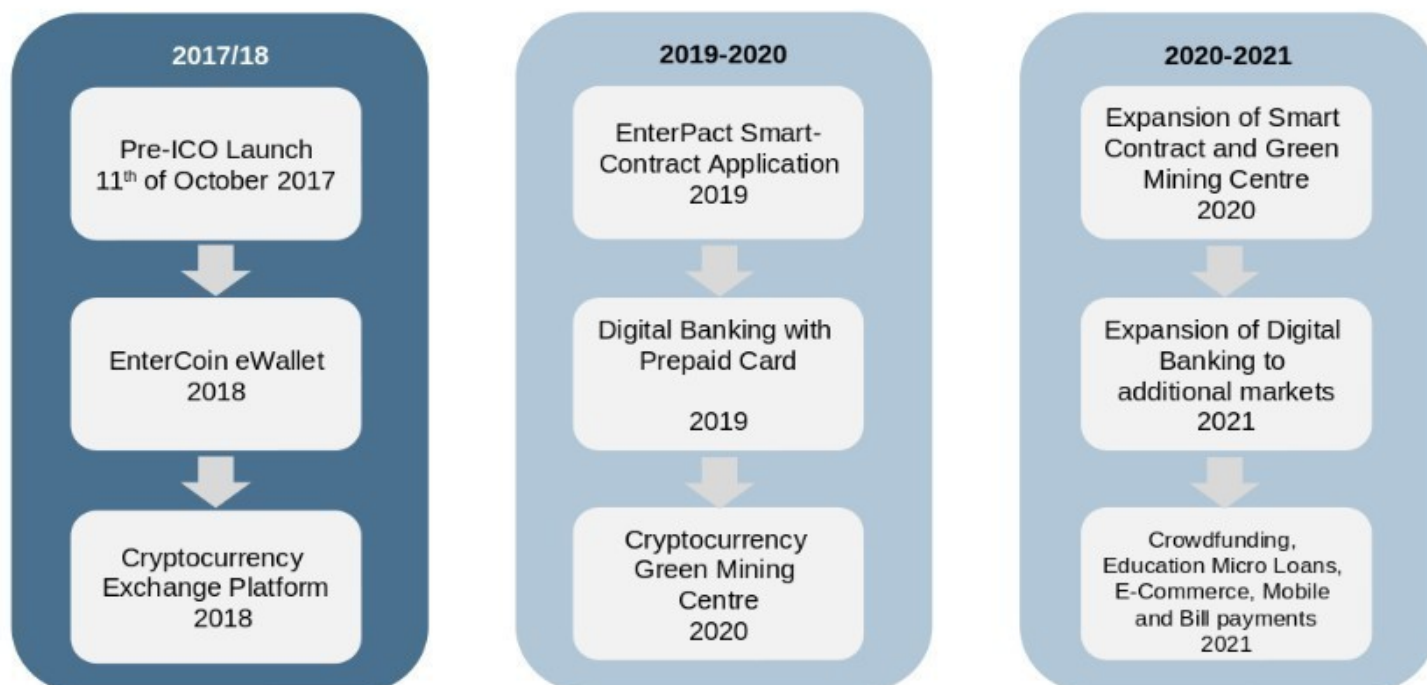 2017/18
Pre-ICO Launch
11th of October 2017
EnterCoin eWallet
2018
Cryptocurrency
Exchange Platform
2018
2019-2020
EnterPact Smart-
Contract Application
2019
Digital Banking with
Prepaid Card
2019
Cryptocurrency
Green Mining
Centre
2020
2020-2021
Expansion of Smart
Contract and Green
Mining Centre
2020
Expansion of Digital
Banking to
additional markets
2021
Crowdfunding,
Education Micro Loans,
E-Commerce, Mobile
and Bill payments
2021